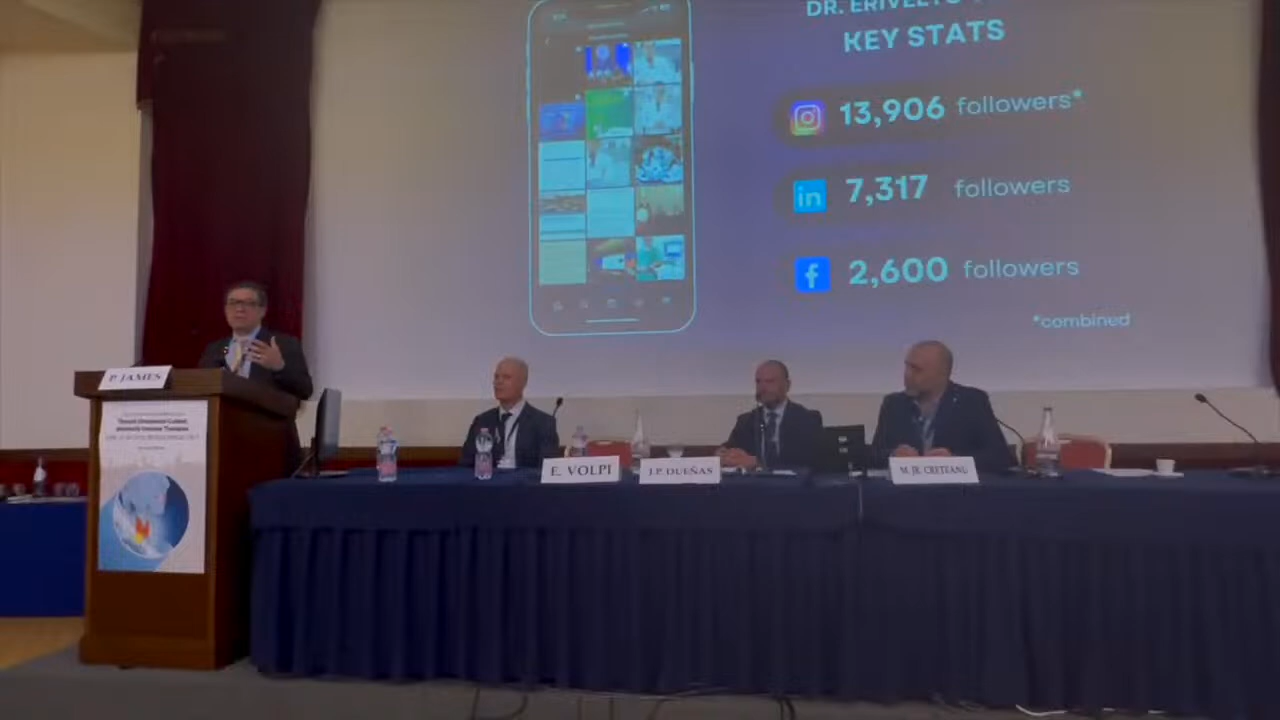 DR. ERIVELTO
KEY STATS
13,906 followers*
in 7,317 followers
f 2,600 followers
*combined
P. JAMES
E. VOLPI
J.P. DUEÑAS
M. JR. CRETEANU